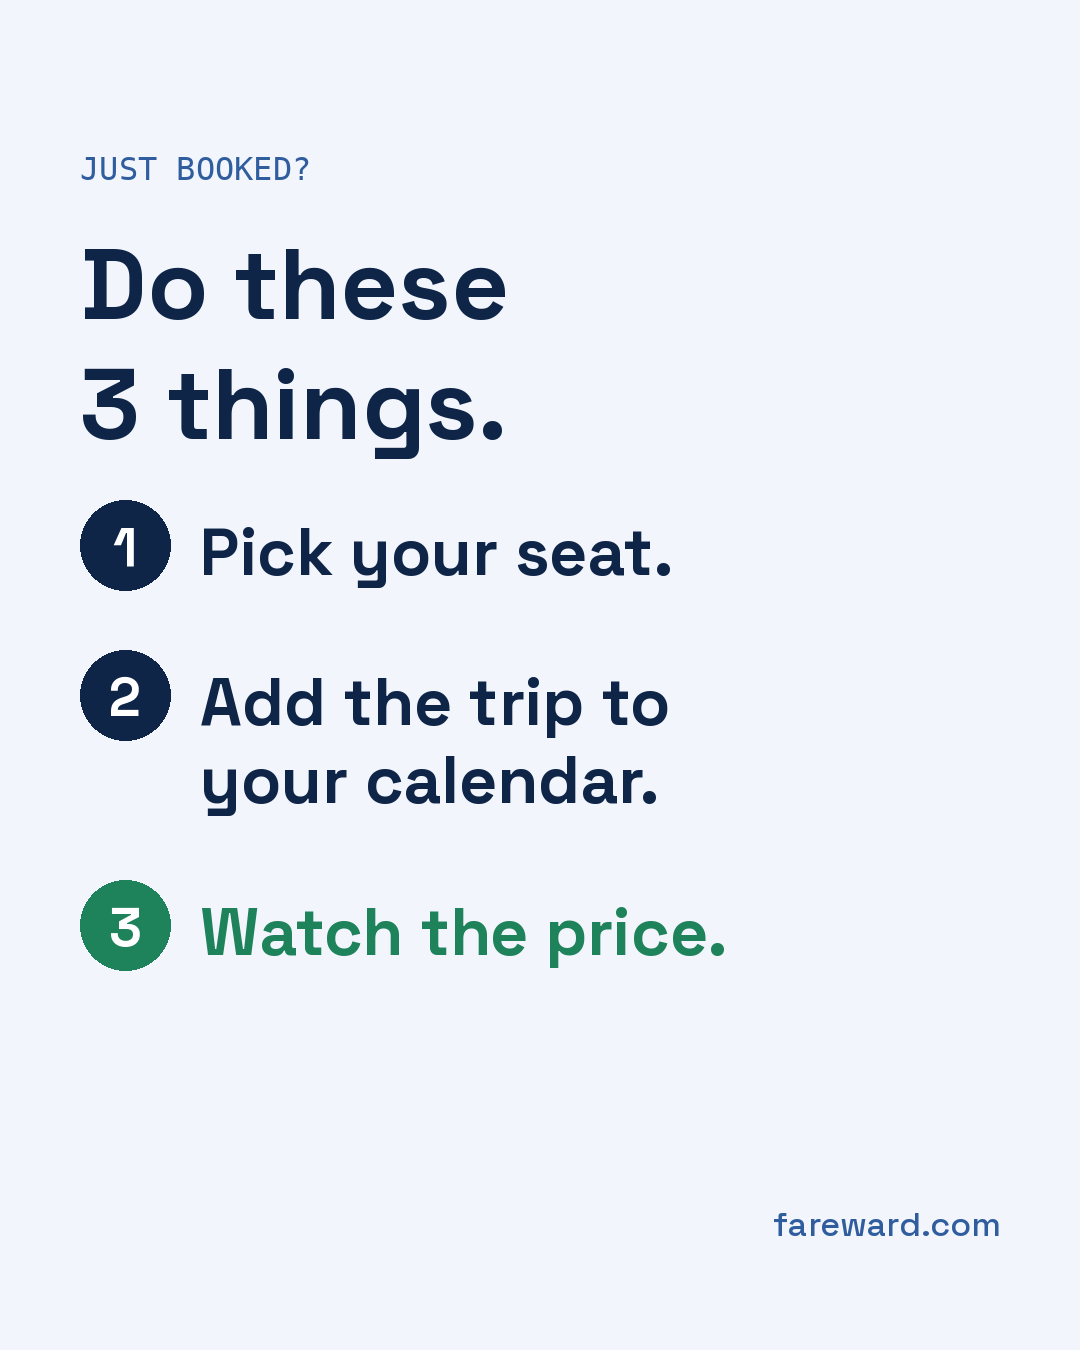 JUST BOOKED?
Do these
3 things.
1 Pick your seat.
2 Add the trip to
your calendar.
3 Watch the price.
fareward.com